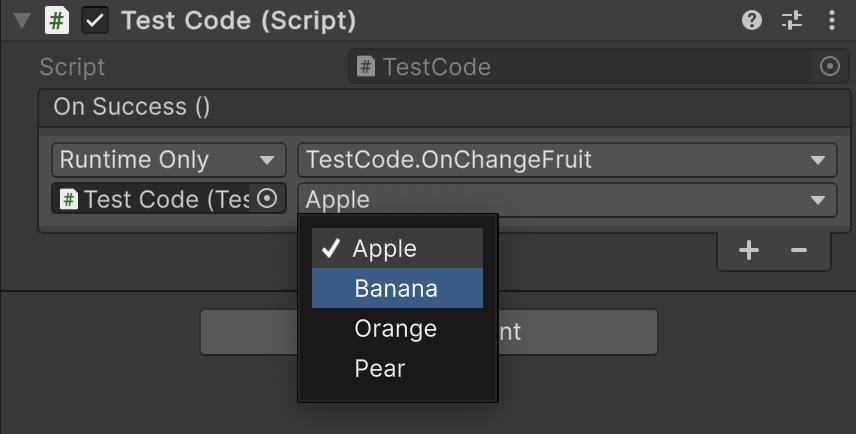 Test Code (Script)
Script
TestCode
On Success ()
Runtime Only
TestCode.OnChangeFruit
Test Code (Tes
Apple
Apple
Banana
Orange
Pear
nt